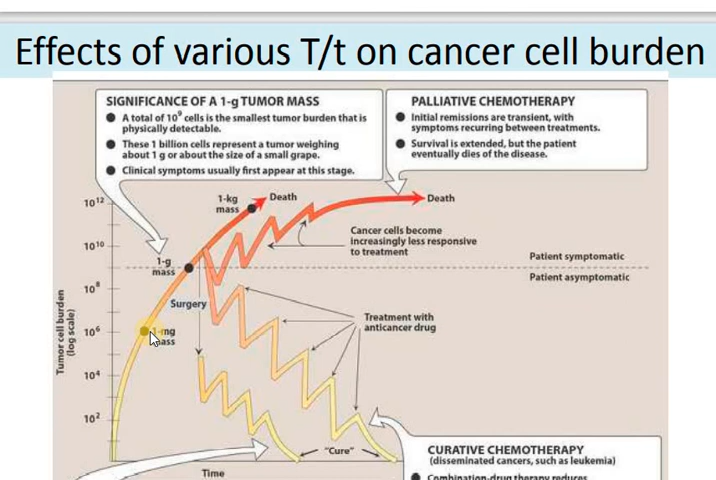 Effects of various T/t on cancer cell burden
SIGNIFICANCE OF A 1-g TUMOR MASS
● A total of 10⁹ cells is the smallest tumor burden that is
physically detectable.
● These 1 billion cells represent a tumor weighing
about 1 g or about the size of a small grape.
● Clinical symptoms usually first appear at this stage.
PALLIATIVE CHEMOTHERAPY
● Initial remissions are transient, with
symptoms recurring between treatments.
● Survival is extended, but the patient
eventually dies of the disease.
1-kg
mass
Death
Death
10¹²
Cancer cells become
increasingly less responsive
to treatment
10¹⁰
1-g
mass
Patient symptomatic
Patient asymptomatic
10⁸
Surgery
Treatment with
anticancer drug
10⁶
1-mg
mass
10⁴
10²
Tumor cell burden
(log scale)
"Cure"
Time
CURATIVE CHEMOTHERAPY
(disseminated cancers, such as leukemia)
● Combination-drug therapy reduces